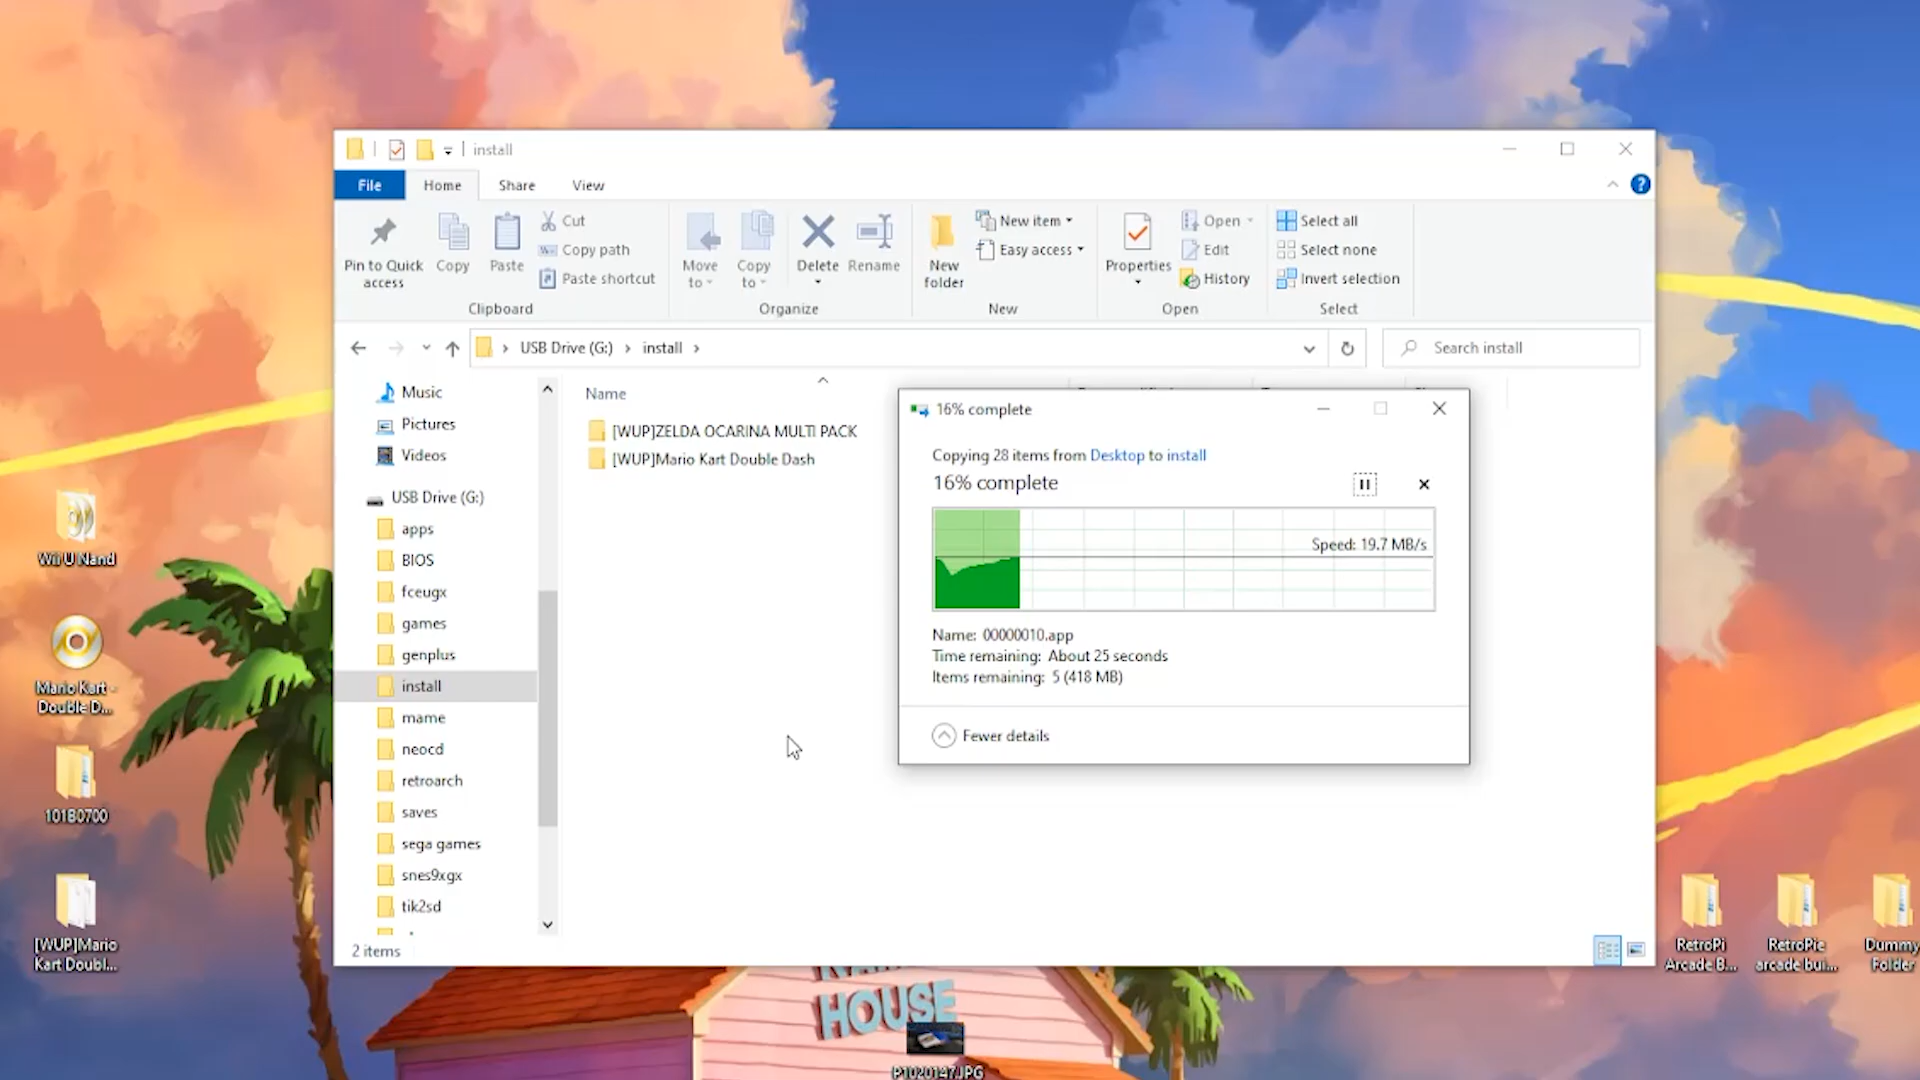 install
File
Home
Share
View
Pin to Quick
access
Copy
Paste
Cut
Copy path
Paste shortcut
Clipboard
Move
to
Copy
to
Delete
Rename
Organize
New
folder
New item
Easy access
New
Properties
Open
Edit
History
Open
Select all
Select none
Invert selection
Select
USB Drive (G:)
install
Search install
Music
Pictures
Videos
USB Drive (G:)
apps
BIOS
fceugx
games
genplus
install
mame
neocd
retroarch
saves
sega games
snes9xgx
tik2sd
Name
[WUP]ZELDA OCARINA MULTI PACK
[WUP]Mario Kart Double Dash
16% complete
Copying 28 items from Desktop to install
16% complete
Speed: 19.7 MB/s
Name: 00000010.app
Time remaining: About 25 seconds
Items remaining: 5 (418 MB)
Fewer details
2 items
Wii U Nand
Mario Kart -
Double D...
101B0700
[WUP]Mario
Kart Doubl...
RetroPi
Arcade B...
RetroPie
arcade bui...
Dummy
Folder
HOUSE
P1020147.JPG